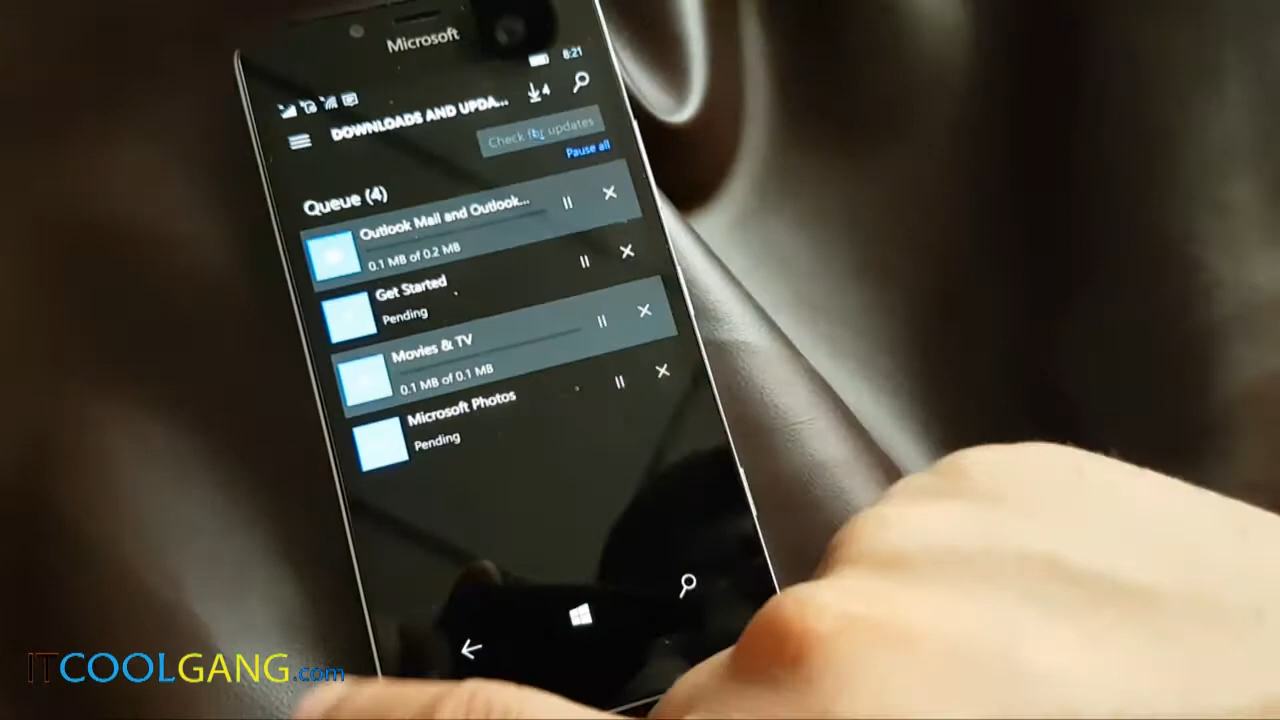 Microsoft
8:21
DOWNLOADS AND UPDA...
4
Check for updates
Pause all
Queue (4)
Outlook Mail and Outlook...
0.1 MB of 0.2 MB
Get Started
Pending
Movies & TV
0.1 MB of 0.1 MB
Microsoft Photos
Pending
ITCOOLGANG.com